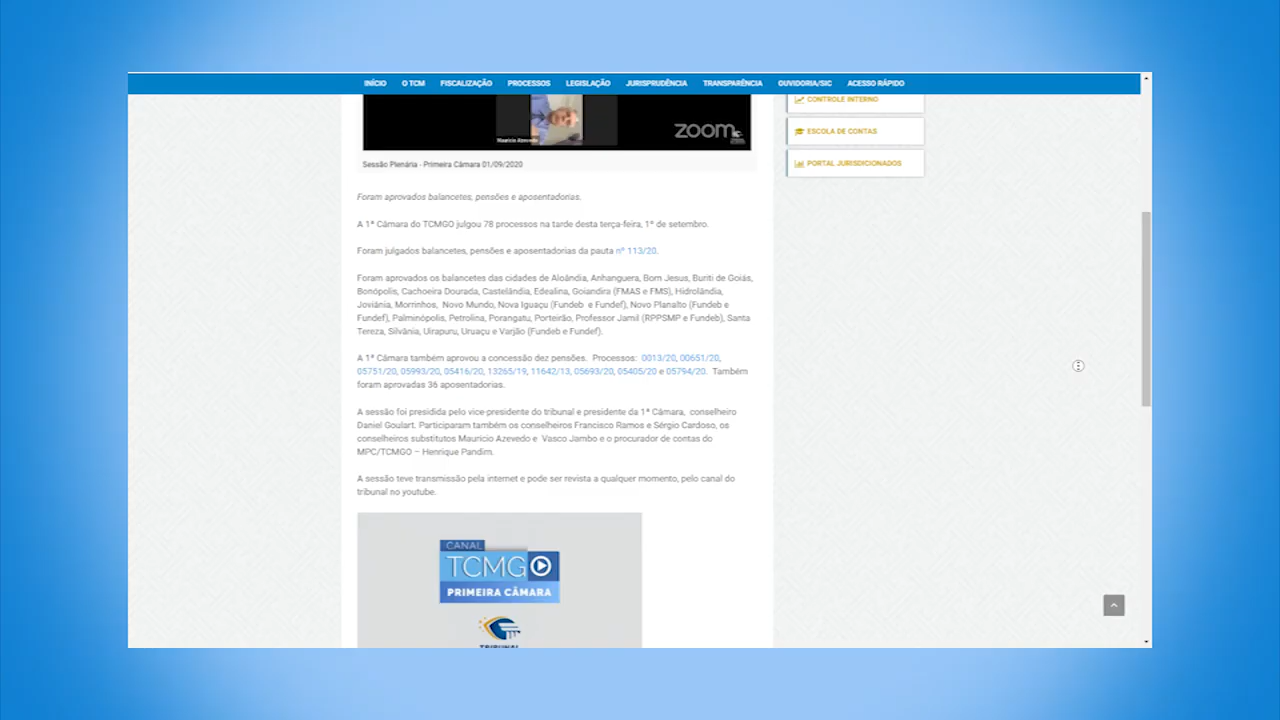 INÍCIO O TCM FISCALIZAÇÃO PROCESSOS LEGISLAÇÃO JURISPRUDÊNCIA TRANSPARÊNCIA OUVIDORIA/SIC ACESSO RÁPIDO
Mauricio Azevedo
zoom
Sessão Plenária - Primeira Câmara 01/09/2020
Foram aprovados balancetes, pensões e aposentadorias.
A 1ª Câmara do TCMGO julgou 78 processos na tarde desta terça-feira, 1º de setembro.
Foram julgados balancetes, pensões e aposentadorias da pauta nº 113/20.
Foram aprovados os balancetes das cidades de Aloândia, Anhanguera, Bom Jesus, Buriti de Goiás,
Bonópolis, Cachoeira Dourada, Castelândia, Edealina, Goiandira (FMAS e FMS), Hidrolândia,
Joviânia, Morrinhos, Novo Mundo, Nova Iguaçu (Fundeb e Fundef), Novo Planalto (Fundeb e
Fundef), Palminópolis, Petrolina, Porangatu, Porteirão, Professor Jamil (RPPSMP e Fundeb), Santa
Tereza, Silvânia, Uirapuru, Uruaçu e Varjão (Fundeb e Fundef).
A 1ª Câmara também aprovou a concessão dez pensões. Processos: 0013/20, 00651/20,
05751/20, 05993/20, 05416/20, 13265/19, 11642/13, 05693/20, 05405/20 e 05794/20. Também
foram aprovadas 36 aposentadorias.
A sessão foi presidida pelo vice-presidente do tribunal e presidente da 1ª Câmara, conselheiro
Daniel Goulart. Participaram também os conselheiros Francisco Ramos e Sérgio Cardoso, os
conselheiros substitutos Mauricio Azevedo e Vasco Jambo e o procurador de contas do
MPC/TCMGO – Henrique Pandim.
A sessão teve transmissão pela internet e pode ser revista a qualquer momento, pelo canal do
tribunal no youtube.
CANAL
TCMGO
PRIMEIRA CÂMARA
TRIBUNAL
CONTROLE INTERNO
ESCOLA DE CONTAS
PORTAL JURISDICIONADOS